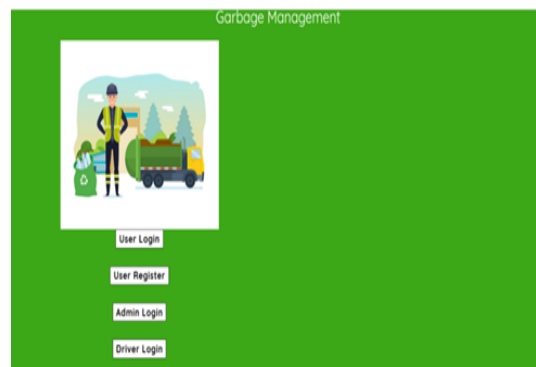 Garbage Management
User Login
User Register
Admin Login
Driver Login